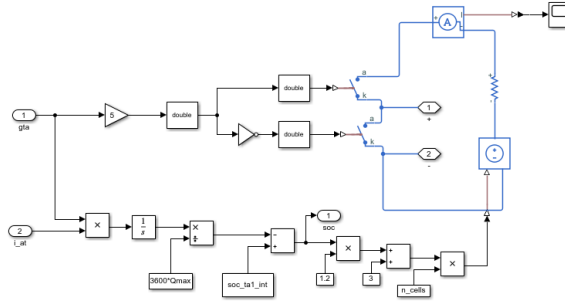 A
+
-
I
a
k
5
double
double
double
1
gta
1
+
a
k
2
-
+
-
+
-
2
i_at
×
1
s
×
÷
3600*Qmax
-
+
soc_ta1_int
1
soc
×
1.2
+
+
3
×
n_cells